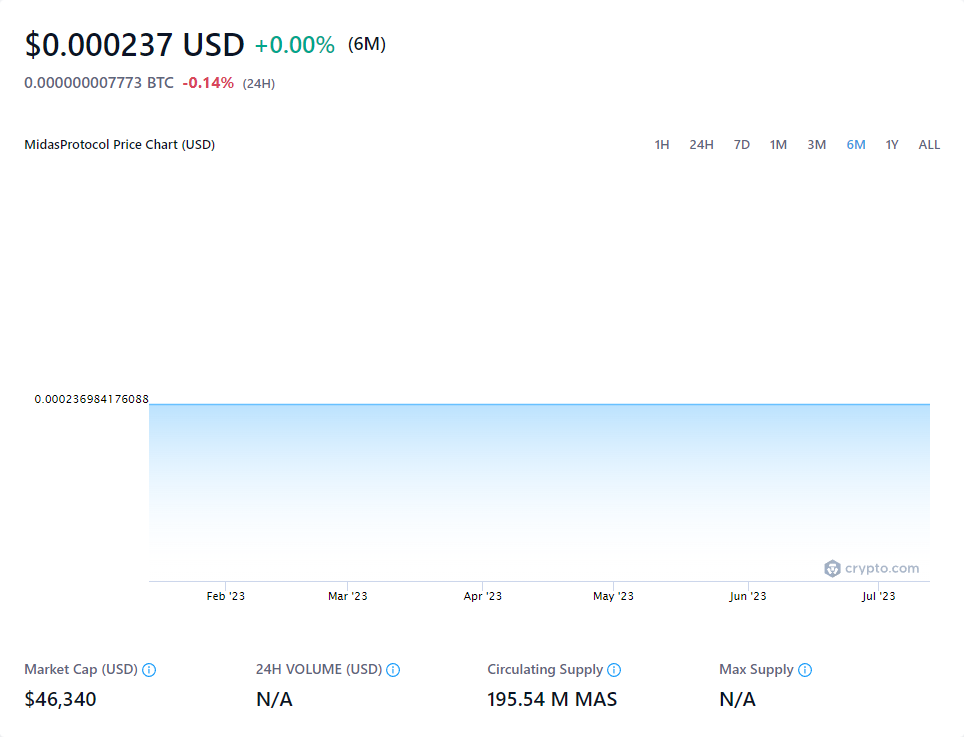 $0.000237 USD +0.00% (6M)
0.000000007773 BTC -0.14% (24H)
MidasProtocol Price Chart (USD) 1H 24H 7D 1M 3M 6M 1Y ALL
0.000236984176088
crypto.com
Feb '23 Mar '23 Apr '23 May '23 Jun '23 Jul '23
Market Cap (USD) 24H VOLUME (USD) Circulating Supply Max Supply
$46,340 N/A 195.54 M MAS N/A